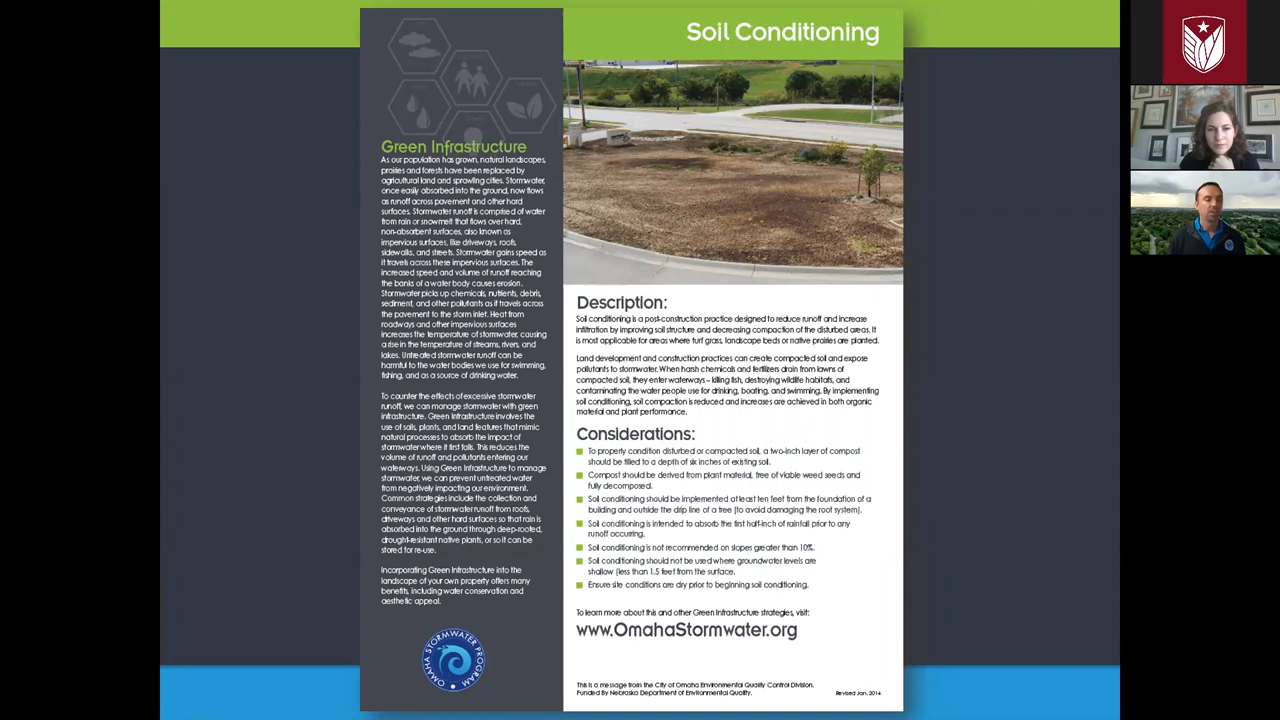 Soil Conditioning
Green Infrastructure
As our population has grown, natural landscapes,
prairies and forests have been replaced by
agricultural land and sprawling cities. Stormwater,
once easily absorbed into the ground, now flows
as runoff across pavement and other hard
surfaces. Stormwater runoff is comprised of water
from rain or snowmelt that flows over hard,
non-absorbent surfaces, also known as
impervious surfaces, like driveways, roofs,
sidewalks, and streets. Stormwater gains speed as
it travels across these impervious surfaces. The
increased speed and volume of runoff reaching
the banks of a water body causes erosion.
Stormwater picks up chemicals, nutrients, debris,
sediment, and other pollutants as it travels across
the pavement to the storm inlet. Heat from
roadways and other impervious surfaces
increases the temperature of stormwater, causing
a rise in the temperature of streams, rivers, and
lakes. Untreated stormwater runoff can be
harmful to the water bodies we use for swimming,
fishing, and as a source of drinking water.
To counter the effects of excessive stormwater
runoff, we can manage stormwater with green
infrastructure. Green Infrastructure involves the
use of soils, plants, and land features that mimic
natural processes to absorb the impact of
stormwater where it first falls. This reduces the
volume of runoff and pollutants entering our
waterways. Using Green Infrastructure to manage
stormwater, we can prevent untreated water
from negatively impacting our environment.
Common strategies include the collection and
conveyance of stormwater runoff from roofs,
driveways and other hard surfaces so that rain is
absorbed into the ground through deep-rooted,
drought-resistant native plants, or so it can be
stored for re-use.
Incorporating Green Infrastructure into the
landscape of your own property offers many
benefits, including water conservation and
aesthetic appeal.
OMAHA STORMWATER PROGRAM
Description:
Soil conditioning is a post-construction practice designed to reduce runoff and increase
infiltration by improving soil structure and decreasing compaction of the disturbed areas. It
is most applicable for areas where turf grass, landscape beds or native prairies are planted.
Land development and construction practices can create compacted soil and expose
pollutants to stormwater. When harsh chemicals and fertilizers drain from lawns of
compacted soil, they enter waterways – killing fish, destroying wildlife habitats, and
contaminating the water people use for drinking, boating, and swimming. By implementing
soil conditioning, soil compaction is reduced and increases are achieved in both organic
material and plant performance.
Considerations:
To properly condition disturbed or compacted soil, a two-inch layer of compost
should be tilled to a depth of six inches of existing soil.
Compost should be derived from plant material, free of viable weed seeds and
fully decomposed.
Soil conditioning should be implemented at least ten feet from the foundation of a
building and outside the drip line of a tree (to avoid damaging the root system).
Soil conditioning is intended to absorb the first half-inch of rainfall prior to any
runoff occurring.
Soil conditioning is not recommended on slopes greater than 10%.
Soil conditioning should not be used where groundwater levels are
shallow (less than 1.5 feet from the surface.
Ensure site conditions are dry prior to beginning soil conditioning.
To learn more about this and other Green Infrastructure strategies, visit:
www.OmahaStormwater.org
This is a message from the City of Omaha Environmental Quality Control Division.
Funded By Nebraska Department of Environmental Quality.
Revised Jan. 2014